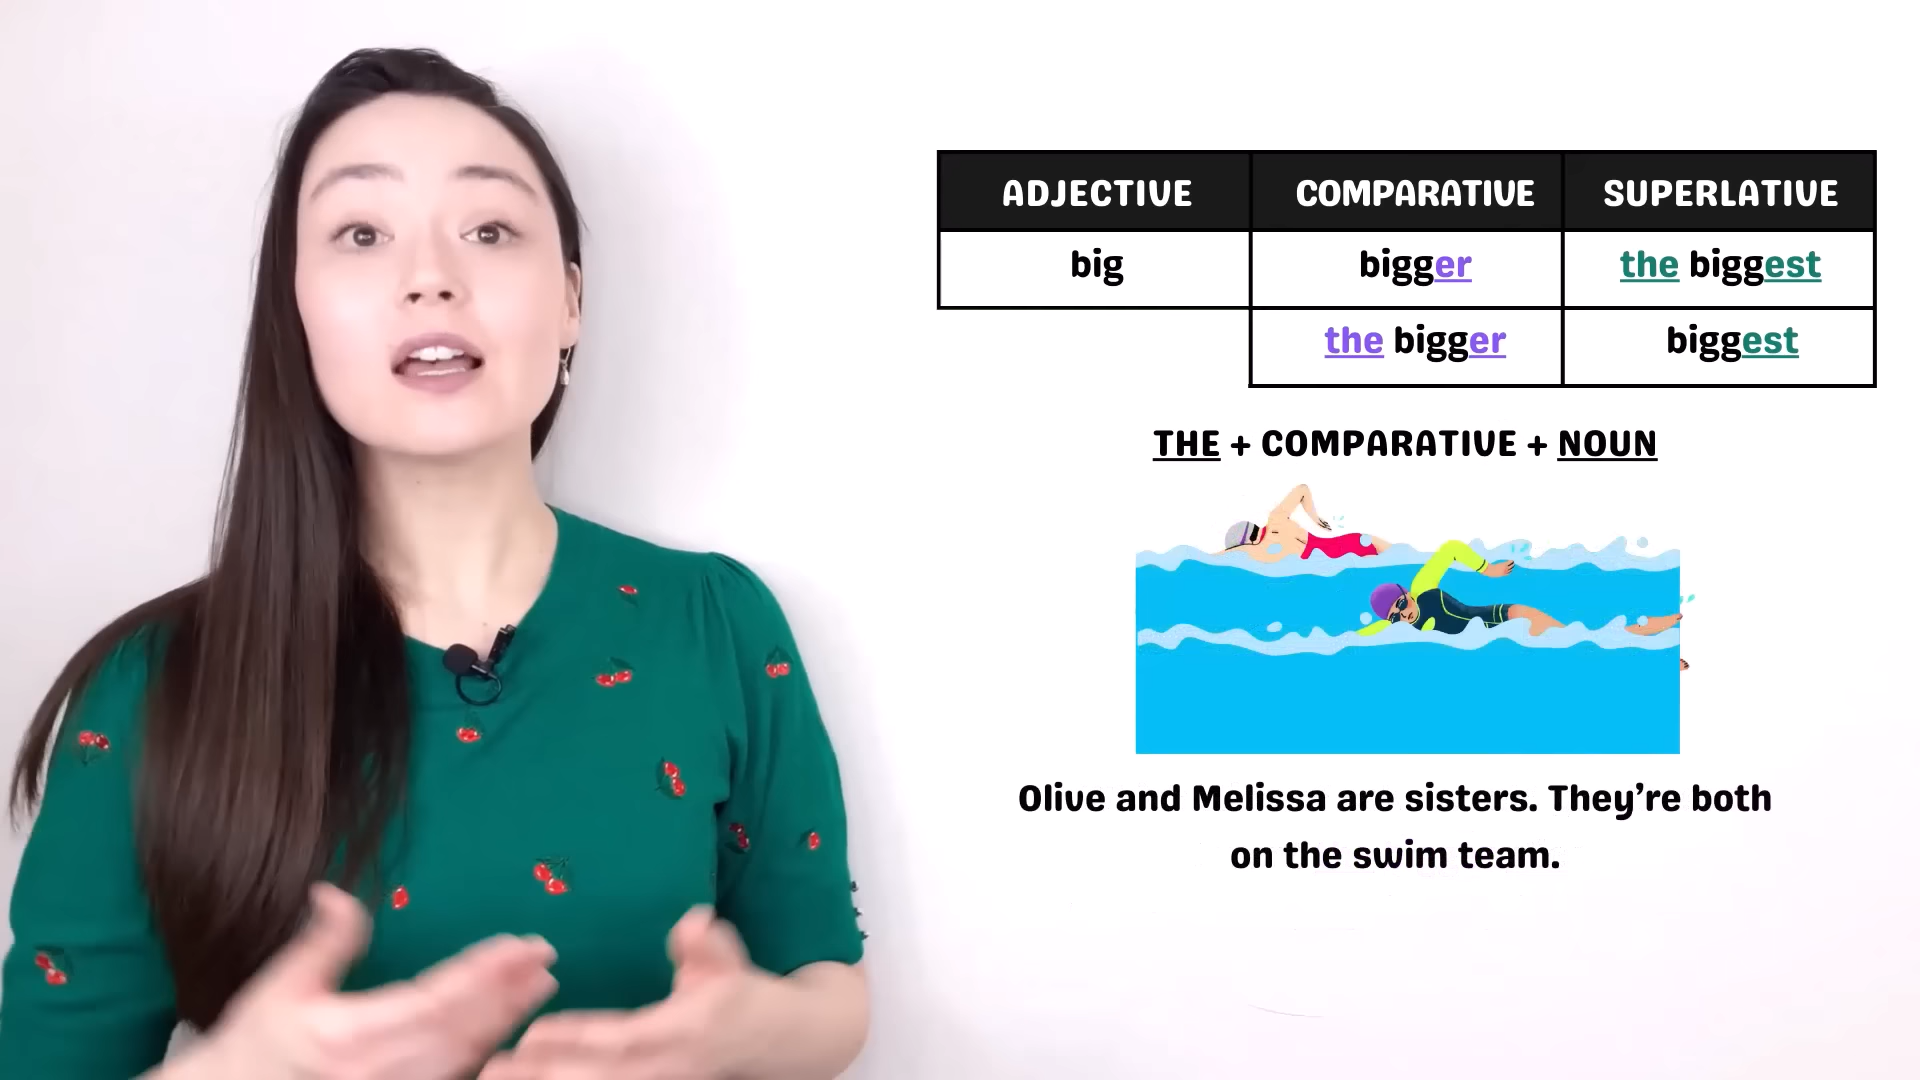 ADJECTIVE COMPARATIVE SUPERLATIVE
big bigger the biggest
the bigger biggest
THE + COMPARATIVE + NOUN
Olive and Melissa are sisters. They’re both
on the swim team.